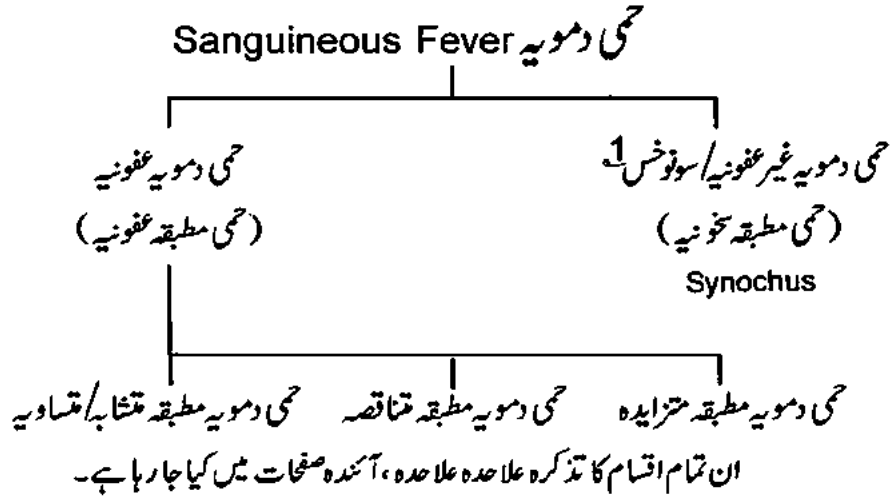 حمی دمویہ Sanguineous Fever
حمی دمویہ غیر عفونیہ/سونوخس1؂
(حمی مطبقہ سخونیہ)
Synochus
حمی دمویہ عفونیہ
(حمی مطبقہ عفونیہ)
حمی دمویہ مطبقہ متزایدہ
حمی دمویہ مطبقہ متناقصہ
حمی دمویہ مطبقہ متشابہ/متساویہ
ان تمام اقسام کا تذکرہ علاحدہ علاحدہ، آئندہ صفحات میں کیا جا رہا ہے۔